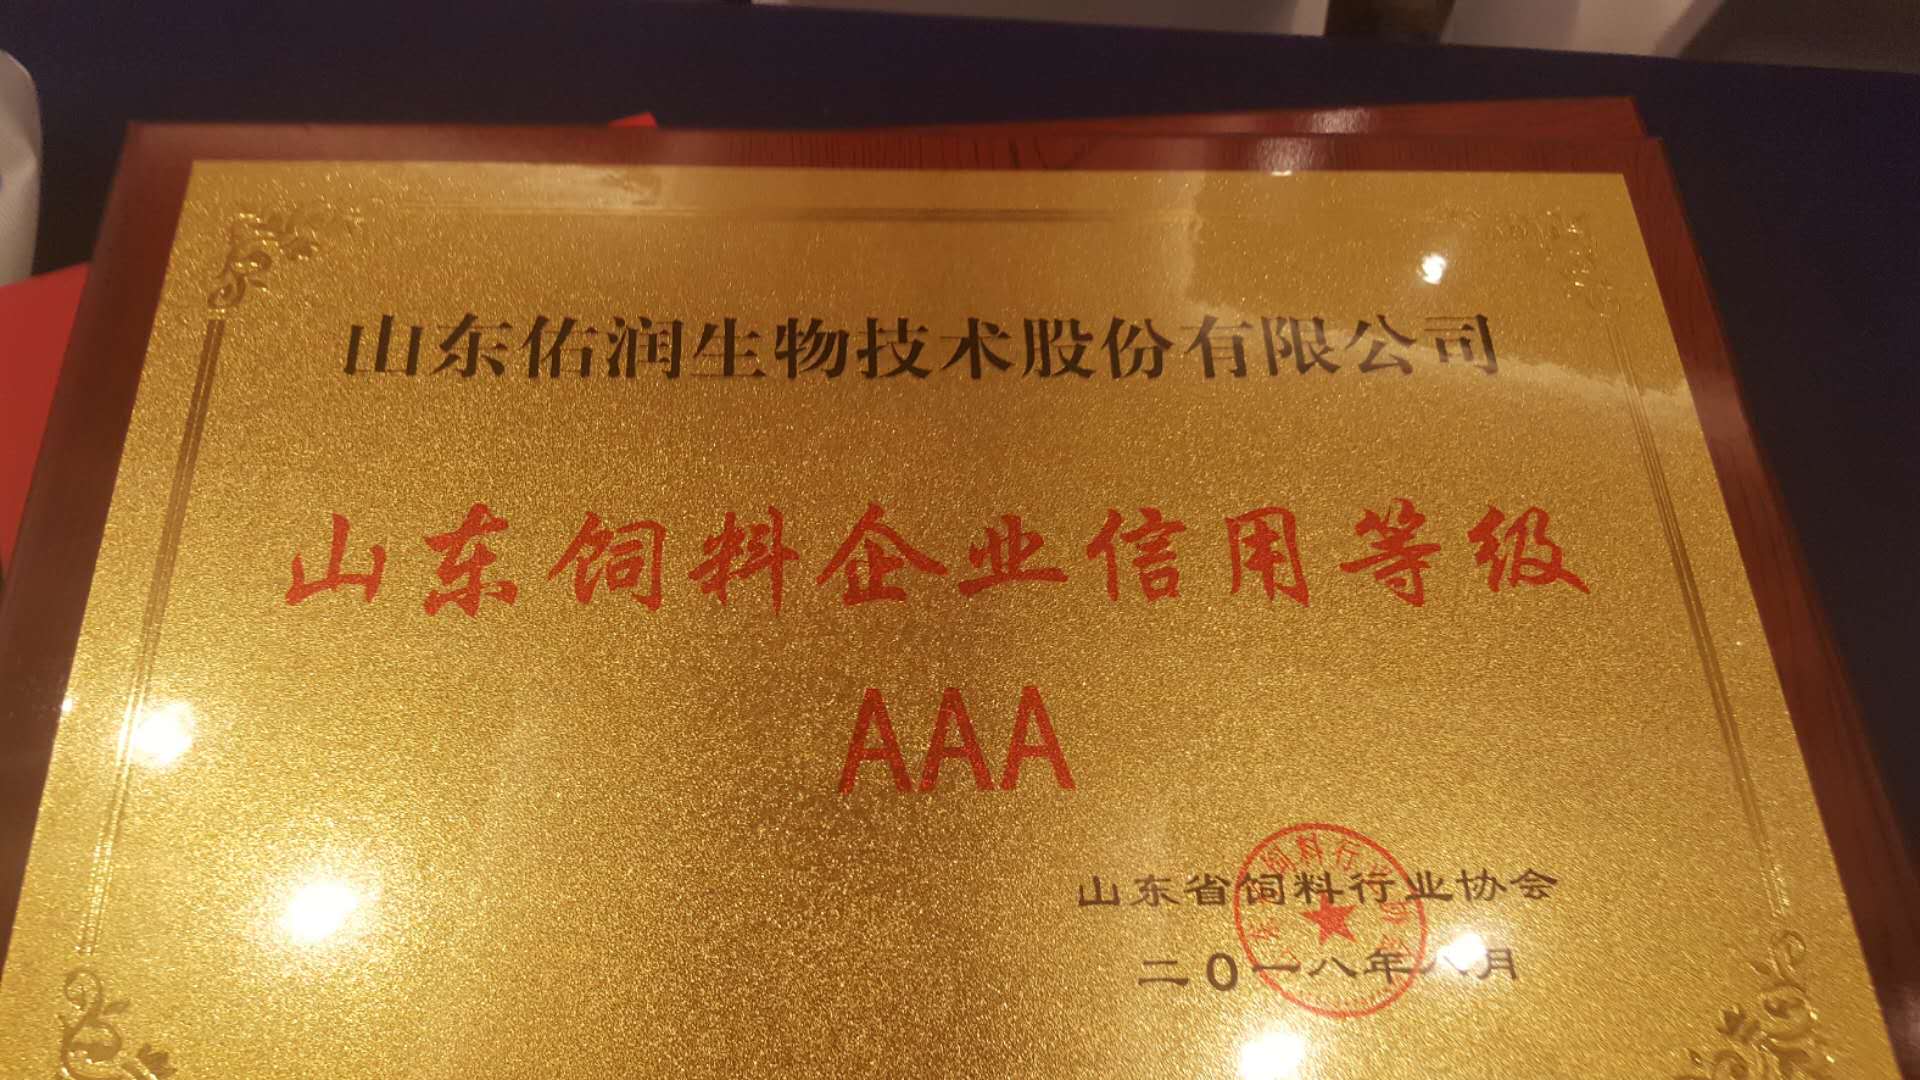 山东佑润生物技术股份有限公司
山东饲料企业信用等级
AAA
山东省饲料行业协会
二0一八年八月